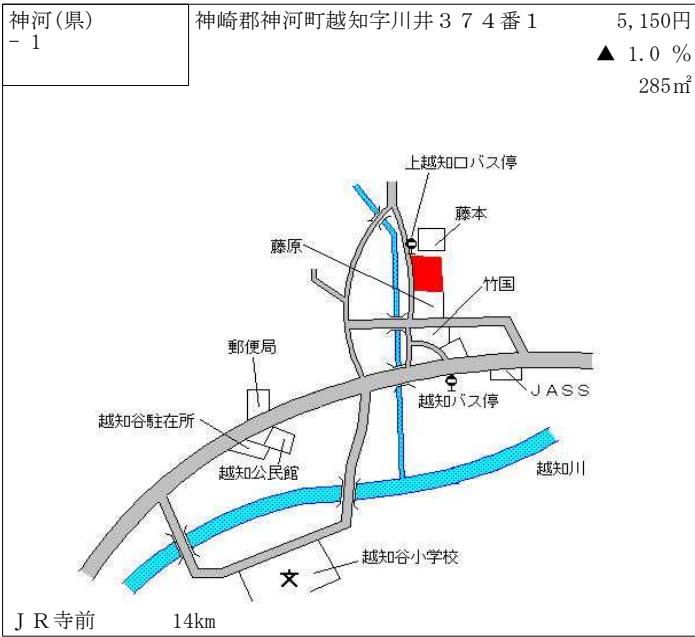 神河(県)
- 1
神崎郡神河町越知字川井３７４番１
5,150円
▲ 1.0 %
285㎡
上越知口バス停
藤本
藤原
竹国
郵便局
ＪＡＳＳ
越知バス停
越知谷駐在所
越知公民館
越知川
越知谷小学校
文
ＪＲ寺前 14km